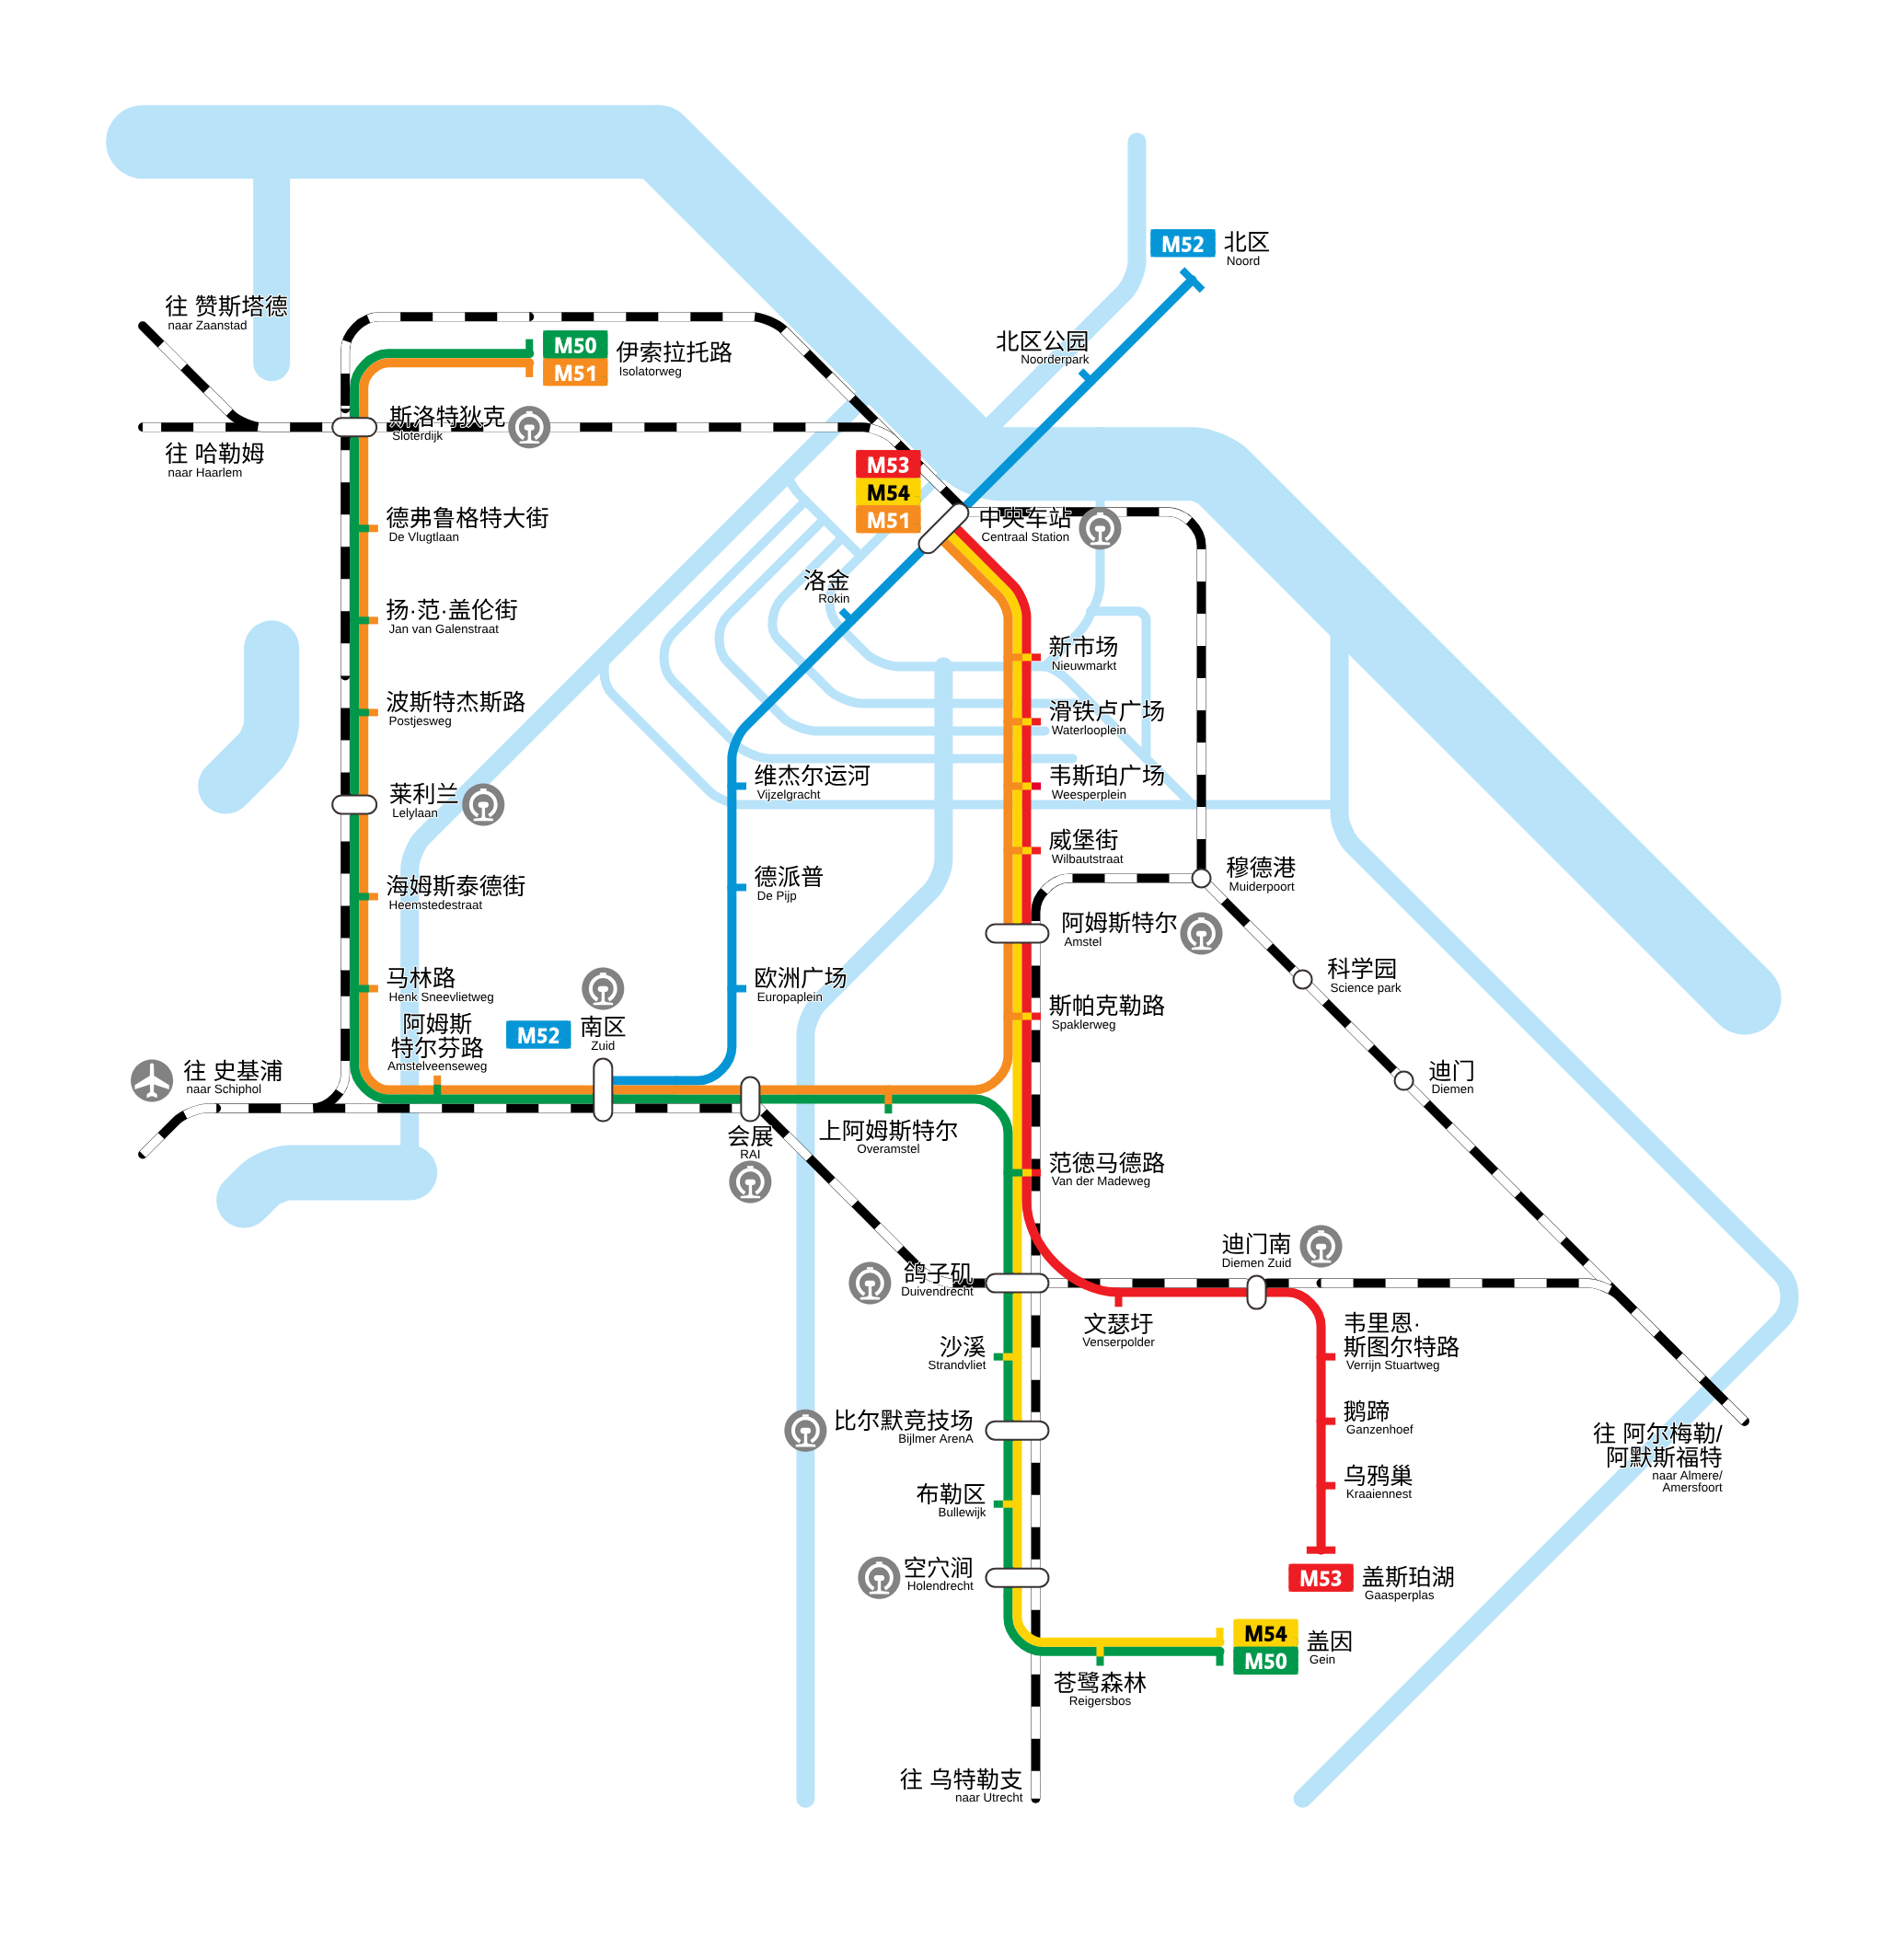 M52
北区
Noord
往 赞斯塔德
naar Zaanstad
北区公园
Noorderpark
M50
M51
伊索拉托路
Isolatorweg
斯洛特狄克
Sloterdijk
往 哈勒姆
naar Haarlem
M53
M54
M51
中央车站
Centraal Station
德弗鲁格特大街
De Vlugtlaan
洛金
Rokin
扬·范·盖伦街
Jan van Galenstraat
新市场
Nieuwmarkt
波斯特杰斯路
Postjesweg
滑铁卢广场
Waterlooplein
维杰尔运河
Vijzelgracht
韦斯珀广场
Weesperplein
莱利兰
Lelylaan
威堡街
Wilbautstraat
德派普
De Pijp
穆德港
Muiderpoort
海姆斯泰德街
Heemstedestraat
阿姆斯特尔
Amstel
马林路
Henk Sneevlietweg
欧洲广场
Europaplein
科学园
Science park
斯帕克勒路
Spaklerweg
阿姆斯
特尔芬路
Amstelveenseweg
M52
南区
Zuid
往 史基浦
naar Schiphol
迪门
Diemen
会展
RAI
上阿姆斯特尔
Overamstel
范徳马德路
Van der Madeweg
迪门南
Diemen Zuid
鸽子矶
Duivendrecht
文瑟圩
Venserpolder
韦里恩·
斯图尔特路
Verrijn Stuartweg
沙溪
Strandvliet
鹅蹄
Ganzenhoef
比尔默竞技场
Bijlmer ArenA
往 阿尔梅勒/
阿默斯福特
naar Almere/
Amersfoort
乌鸦巢
Kraaiennest
布勒区
Bullewijk
空穴涧
Holendrecht
M53
盖斯珀湖
Gaasperplas
M54
M50
盖因
Gein
苍鹭森林
Reigersbos
往 乌特勒支
naar Utrecht